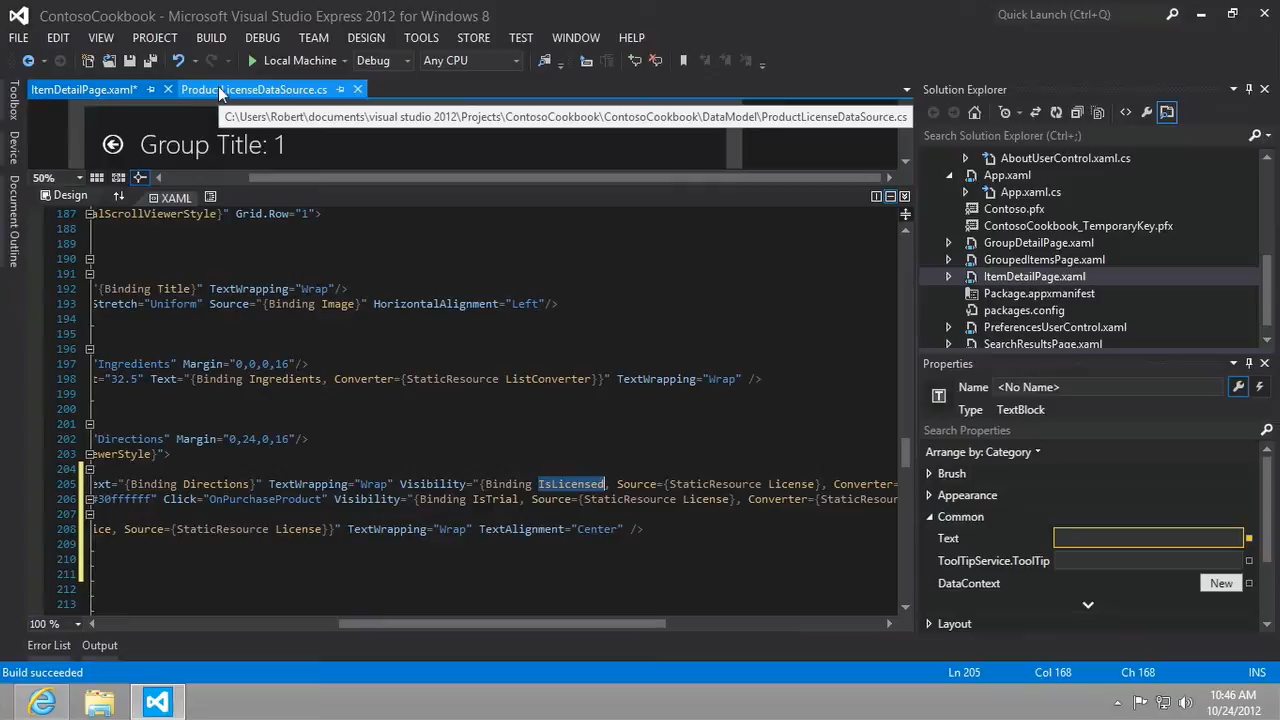 ContosoCookbook - Microsoft Visual Studio Express 2012 for Windows 8
Quick Launch (Ctrl+Q)
FILE EDIT VIEW PROJECT BUILD DEBUG TEAM DESIGN TOOLS STORE TEST WINDOW HELP
Local Machine Debug Any CPU
ItemDetailPage.xaml* ProductLicenseDataSource.cs
C:\Users\Robert\documents\visual studio 2012\Projects\ContosoCookbook\ContosoCookbook\DataModel\ProductLicenseDataSource.cs
Toolbox
Device
Document Outline
Group Title: 1
50%
Design XAML
187 alScrollViewerStyle}" Grid.Row="1">
188
189
190
191
192 "{Binding Title}" TextWrapping="Wrap"/>
193 Stretch="Uniform" Source="{Binding Image}" HorizontalAlignment="Left"/>
194
195
196
197 "Ingredients" Margin="0,0,0,16"/>
198 t="32.5" Text="{Binding Ingredients, Converter={StaticResource ListConverter}}" TextWrapping="Wrap" />
199
200
201
202 "Directions" Margin="0,24,0,16"/>
203 ewerStyle}">
204
205 ext="{Binding Directions}" TextWrapping="Wrap" Visibility="{Binding IsLicensed, Source={StaticResource License}, Converter=
206 #30ffffff" Click="OnPurchaseProduct" Visibility="{Binding IsTrial, Source={StaticResource License}, Converter={StaticResou
207
208 ice, Source={StaticResource License}}" TextWrapping="Wrap" TextAlignment="Center" />
209
210
211
212
213
100 %
Error List Output
Solution Explorer
Search Solution Explorer (Ctrl+;)
AboutUserControl.xaml.cs
App.xaml
App.xaml.cs
Contoso.pfx
ContosoCookbook_TemporaryKey.pfx
GroupDetailPage.xaml
GroupedItemsPage.xaml
ItemDetailPage.xaml
Package.appxmanifest
packages.config
PreferencesUserControl.xaml
SearchResultsPage.xaml
Properties
Name <No Name>
Type TextBlock
Search Properties
Arrange by: Category
Brush
Appearance
Common
Text
ToolTipService.ToolTip
DataContext New
Layout
Build succeeded Ln 205 Col 168 Ch 168 INS
10:46 AM
10/24/2012